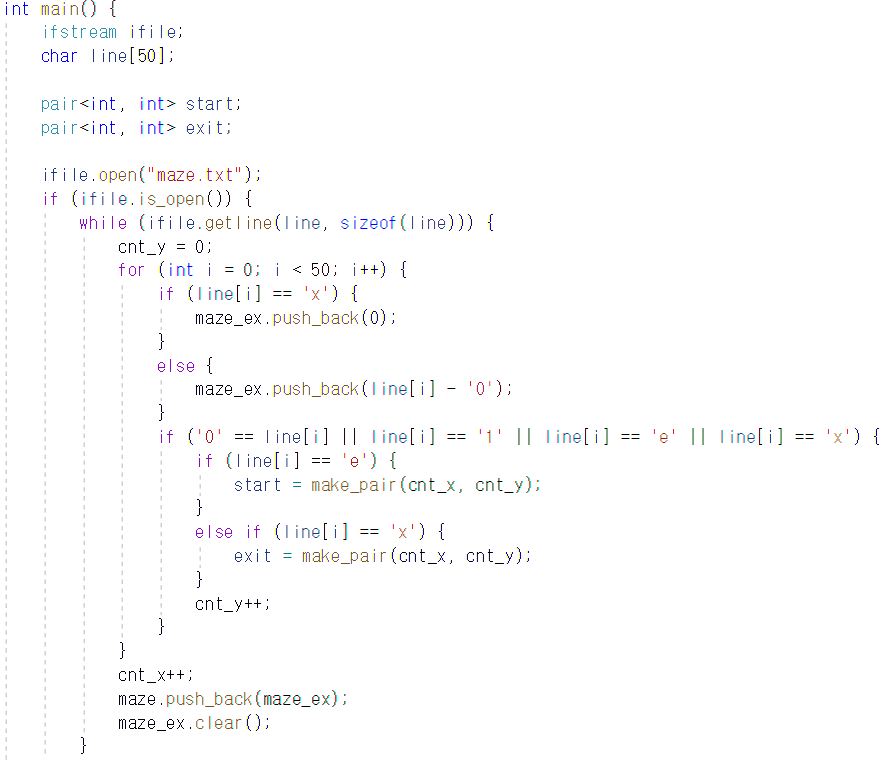 int main() {
    ifstream ifile;
    char line[50];

    pair<int, int> start;
    pair<int, int> exit;

    ifile.open("maze.txt");
    if (ifile.is_open()) {
        while (ifile.getline(line, sizeof(line))) {
            cnt_y = 0;
            for (int i = 0; i < 50; i++) {
                if (line[i] == 'x') {
                    maze_ex.push_back(0);
                }
                else {
                    maze_ex.push_back(line[i] - '0');
                }
                if ('0' == line[i] || line[i] == '1' || line[i] == 'e' || line[i] == 'x') {
                    if (line[i] == 'e') {
                        start = make_pair(cnt_x, cnt_y);
                    }
                    else if (line[i] == 'x') {
                        exit = make_pair(cnt_x, cnt_y);
                    }
                    cnt_y++;
                }
            }
            cnt_x++;
            maze.push_back(maze_ex);
            maze_ex.clear();
        }